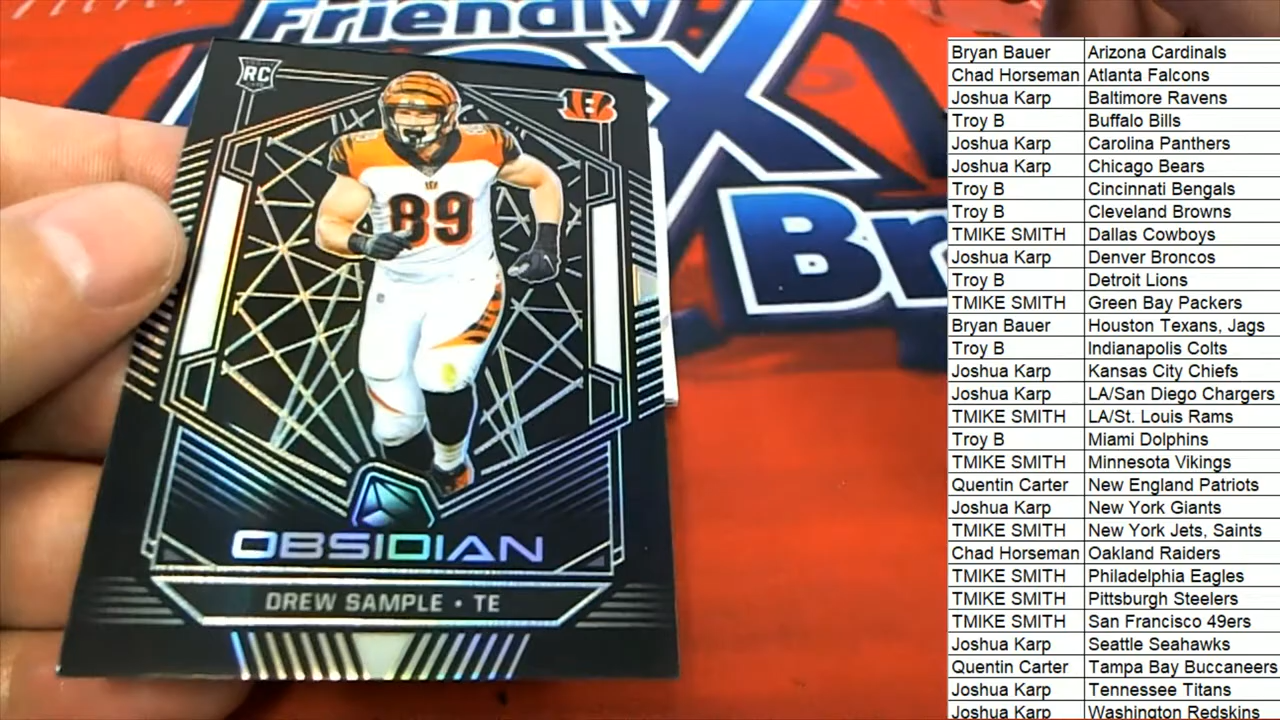 Friendly
BOX
Br
RC
89
89
OBSIDIAN
DREW SAMPLE • TE
Bryan Bauer Arizona Cardinals
Chad Horseman Atlanta Falcons
Joshua Karp Baltimore Ravens
Troy B Buffalo Bills
Joshua Karp Carolina Panthers
Joshua Karp Chicago Bears
Troy B Cincinnati Bengals
Troy B Cleveland Browns
TMIKE SMITH Dallas Cowboys
Joshua Karp Denver Broncos
Troy B Detroit Lions
TMIKE SMITH Green Bay Packers
Bryan Bauer Houston Texans, Jags
Troy B Indianapolis Colts
Joshua Karp Kansas City Chiefs
Joshua Karp LA/San Diego Chargers
TMIKE SMITH LA/St. Louis Rams
Troy B Miami Dolphins
TMIKE SMITH Minnesota Vikings
Quentin Carter New England Patriots
Joshua Karp New York Giants
TMIKE SMITH New York Jets, Saints
Chad Horseman Oakland Raiders
TMIKE SMITH Philadelphia Eagles
TMIKE SMITH Pittsburgh Steelers
TMIKE SMITH San Francisco 49ers
Joshua Karp Seattle Seahawks
Quentin Carter Tampa Bay Buccaneers
Joshua Karp Tennessee Titans
Joshua Karp Washington Redskins